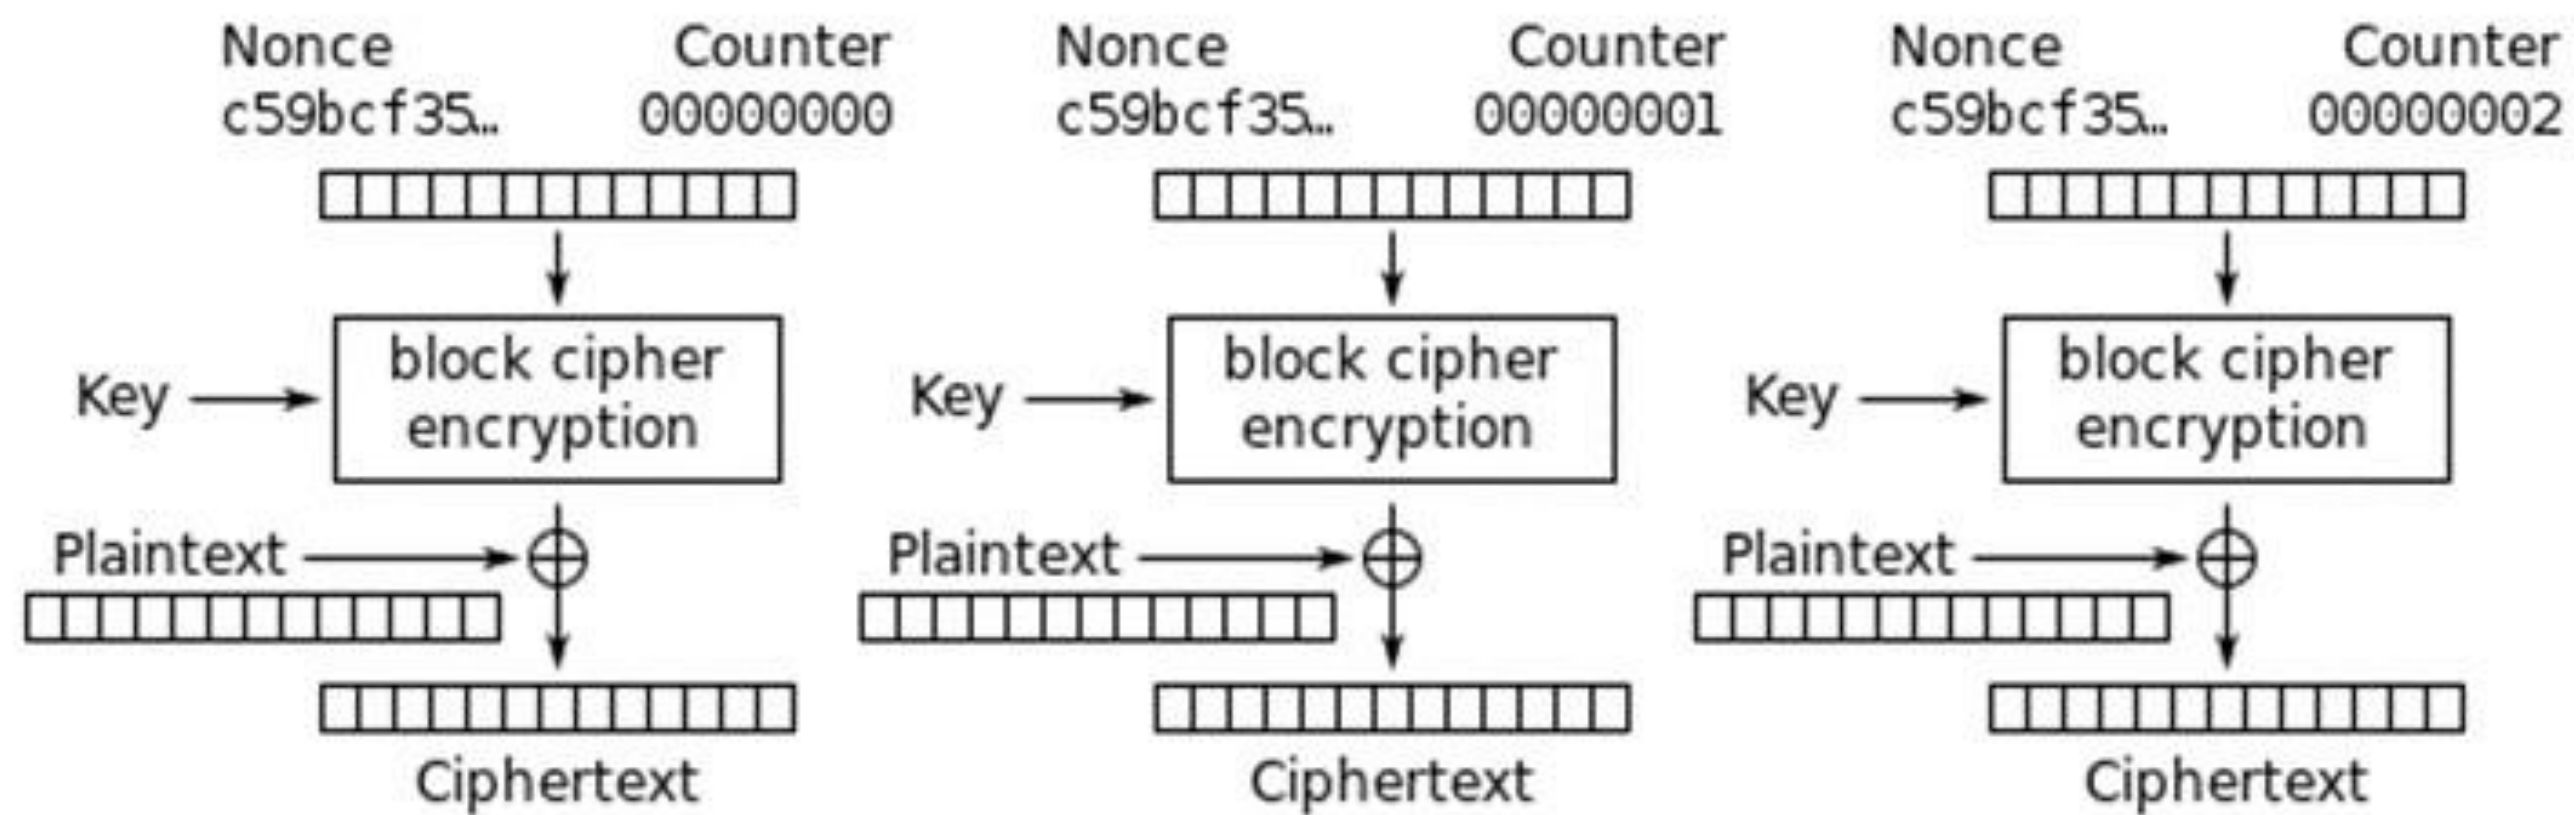 Nonce Counter Nonce Counter Nonce Counter
c59bcf35… 00000000 c59bcf35… 00000001 c59bcf35… 00000002
block cipher block cipher block cipher
Key Key Key
encryption encryption encryption
Plaintext Plaintext Plaintext
Ciphertext Ciphertext Ciphertext